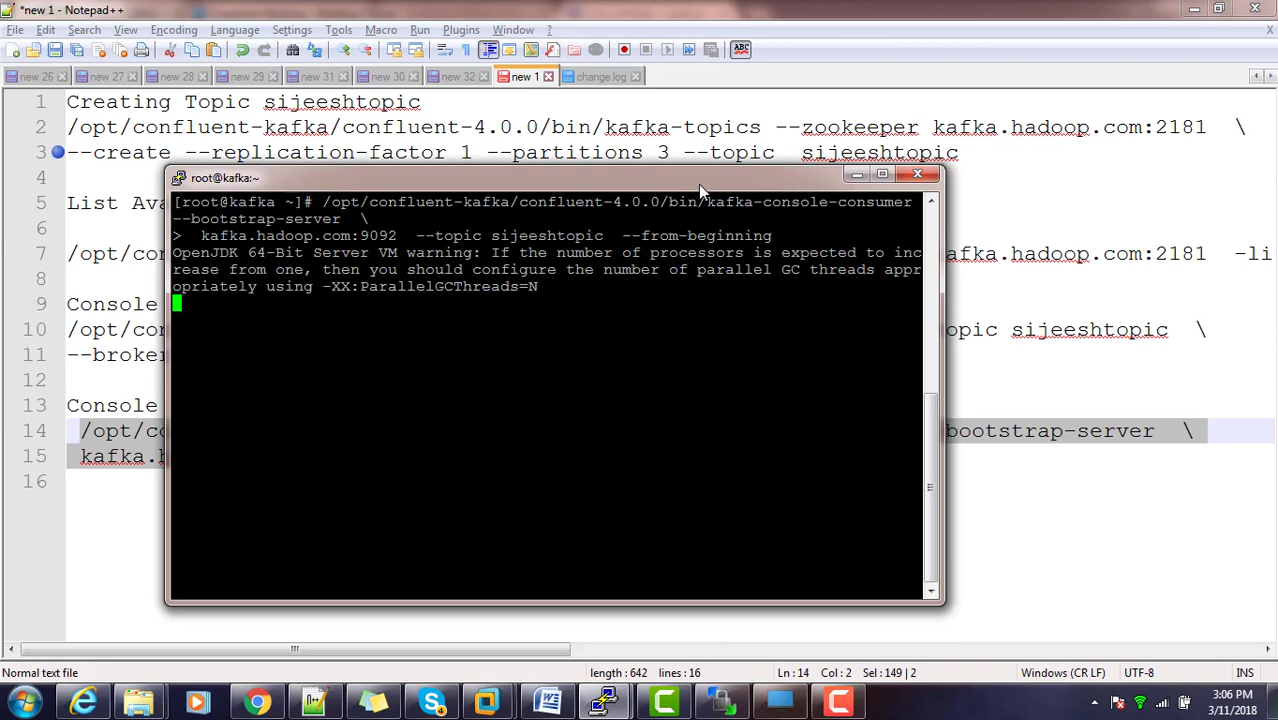 *new 1 - Notepad++
File Edit Search View Encoding Language Settings Tools Macro Run Plugins Window ? X
ABC
new 26 new 27 new 28 new 29 new 31 new 30 new 32 new 1 change.log
1 Creating Topic sijeeshtopic
2 /opt/confluent-kafka/confluent-4.0.0/bin/kafka-topics --zookeeper kafka.hadoop.com:2181 \
3 --create --replication-factor 1 --partitions 3 --topic sijeeshtopic
4
5 List Ava
6
7 /opt/con :2181 -li
8
9 Console
10 /opt/con opic sijeeshtopic \
11 --broker
12
13 Console
14 /opt/co bootstrap-server \
15 kafka.h
16
root@kafka:~
[root@kafka ~]# /opt/confluent-kafka/confluent-4.0.0/bin/kafka-console-consumer
--bootstrap-server \
> kafka.hadoop.com:9092 --topic sijeeshtopic --from-beginning
OpenJDK 64-Bit Server VM warning: If the number of processors is expected to inc
rease from one, then you should configure the number of parallel GC threads appr
opriately using -XX:ParallelGCThreads=N
Normal text file length : 642 lines : 16 Ln : 14 Col : 2 Sel : 149 | 2 Windows (CR LF) UTF-8 INS
3:06 PM
3/11/2018